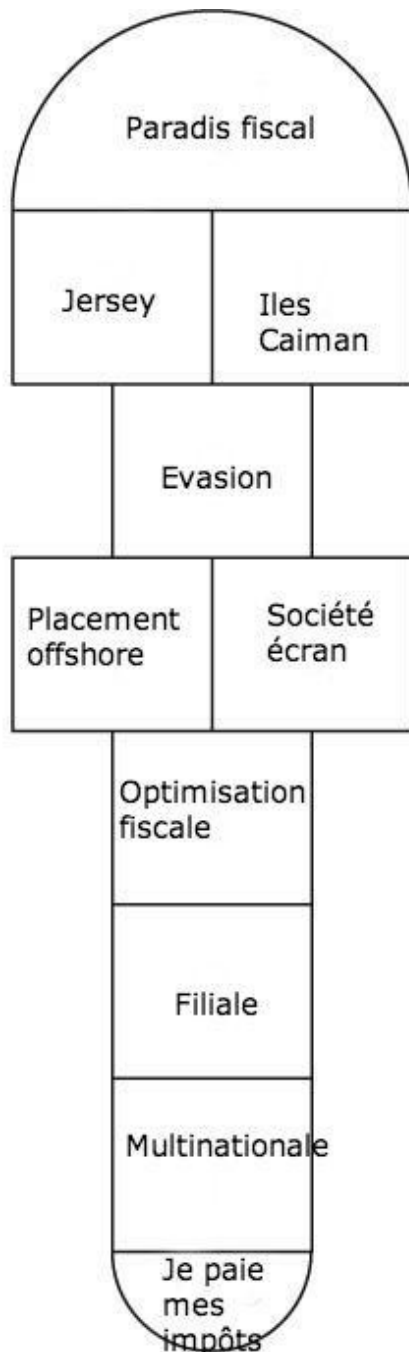 Paradis fiscal
Jersey
Iles
Caiman
Evasion
Placement
offshore
Société
écran
Optimisation
fiscale
Filiale
Multinationale
Je paie
mes
impôts